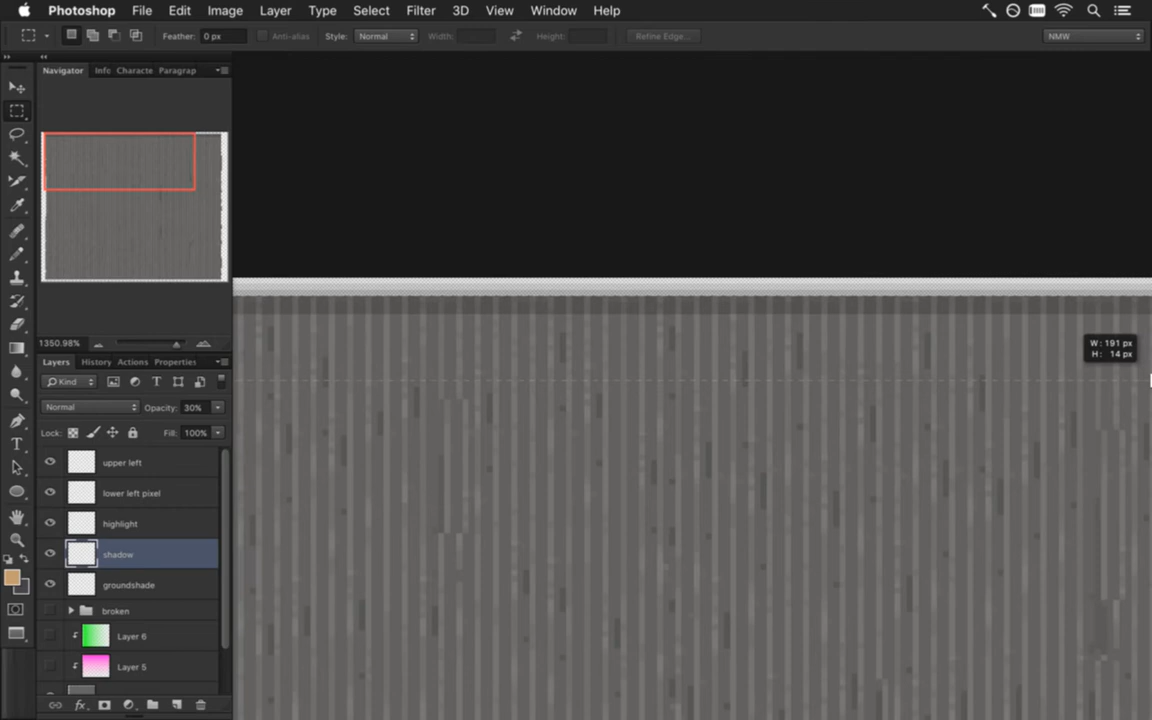 Photoshop File Edit Image Layer Type Select Filter 3D View Window Help
Feather: 0 px Anti-alias Style: Normal Width: Height: Refine Edge... NMW
Navigator Info Characte Paragrap
1350.98%
Layers History Actions Properties
Kind
Normal Opacity: 30%
Lock: Fill: 100%
upper left
lower left pixel
highlight
shadow
groundshade
broken
Layer 6
Layer 5
fx
W: 191 px
H: 14 px